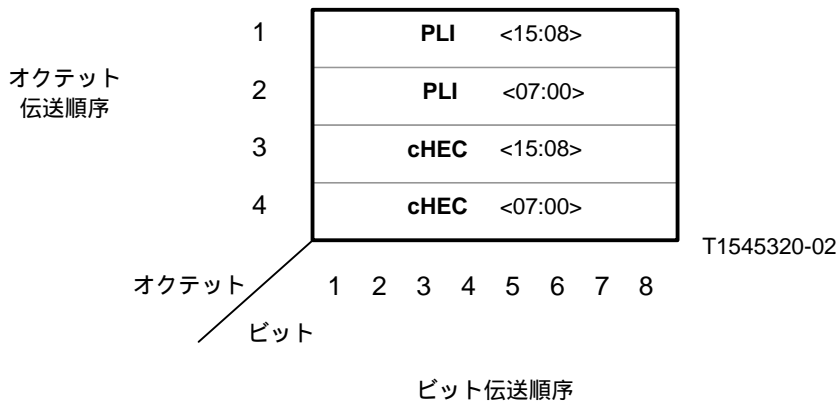 1 PLI <15:08>
オクテット
伝送順序
2 PLI <07:00>
3 cHEC <15:08>
4 cHEC <07:00>
T1545320-02
オクテット 1 2 3 4 5 6 7 8
ビット
ビット伝送順序